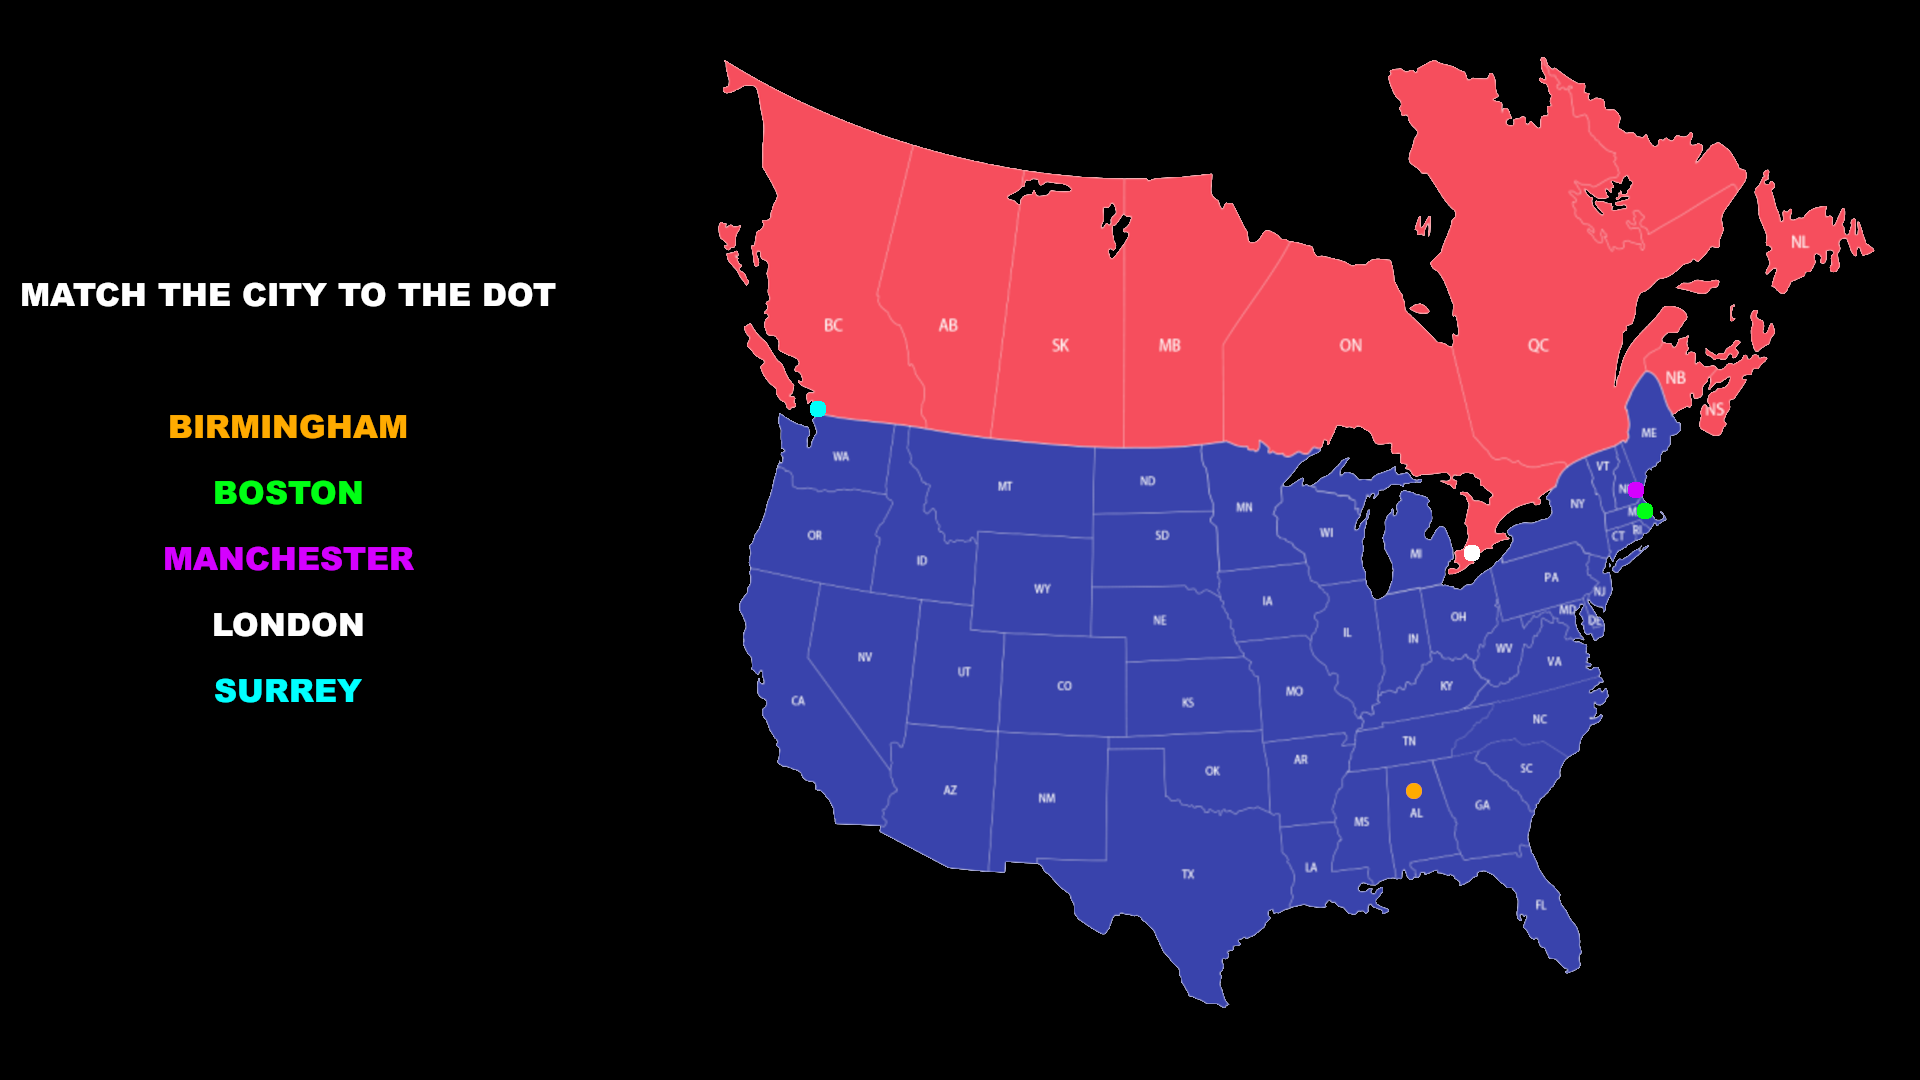 MATCH THE CITY TO THE DOT
BIRMINGHAM
BOSTON
MANCHESTER
LONDON
SURREY
NL
BC
AB
SK
MB
ON
QC
NB
NS
ME
WA
MT
ND
MN
VT
NY
OR
ID
SD
WI
MI
CT
RI
WY
IA
PA
NJ
MD
DE
NE
IL
IN
OH
WV
VA
NV
UT
CO
KS
MO
KY
CA
NC
TN
AZ
NM
OK
AR
SC
GA
MS
AL
TX
LA
FL